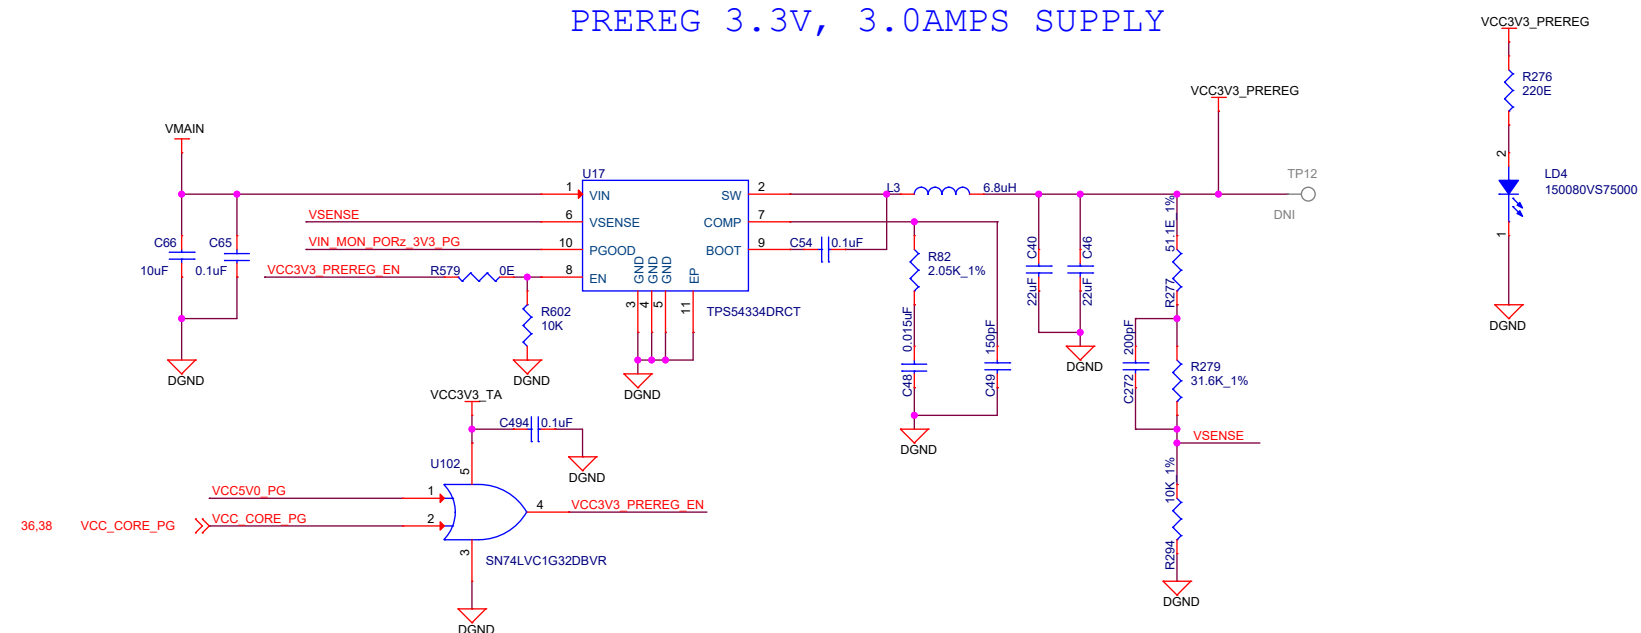 PREREG 3.3V, 3.0AMPS SUPPLY
VCC3V3_PREREG
R276
220E
2
LD4
150080VS75000
1
DGND
VCC3V3_PREREG
VMAIN
TP12
DNI
U17
1
VIN
SW
2
L3
6.8uH
VSENSE
6
VSENSE
COMP
7
VIN_MON_PORz_3V3_PG
10
PGOOD
BOOT
9
C54
0.1uF
VCC3V3_PREREG_EN
R579
0E
8
EN
GND
GND
GND
EP
3
4
5
11
TPS54334DRCT
C66
10uF
C65
0.1uF
DGND
R602
10K
DGND
DGND
R82
2.05K_1%
0.015uF
C48
150pF
C49
DGND
C40
22uF
C46
22uF
DGND
51.1E_1%
R277
200pF
C272
R279
31.6K_1%
VSENSE
10K_1%
R294
DGND
VCC3V3_TA
C494
0.1uF
DGND
U102
5
VCC5V0_PG
1
36,38
VCC_CORE_PG
VCC_CORE_PG
2
4
VCC3V3_PREREG_EN
3
SN74LVC1G32DBVR
DGND